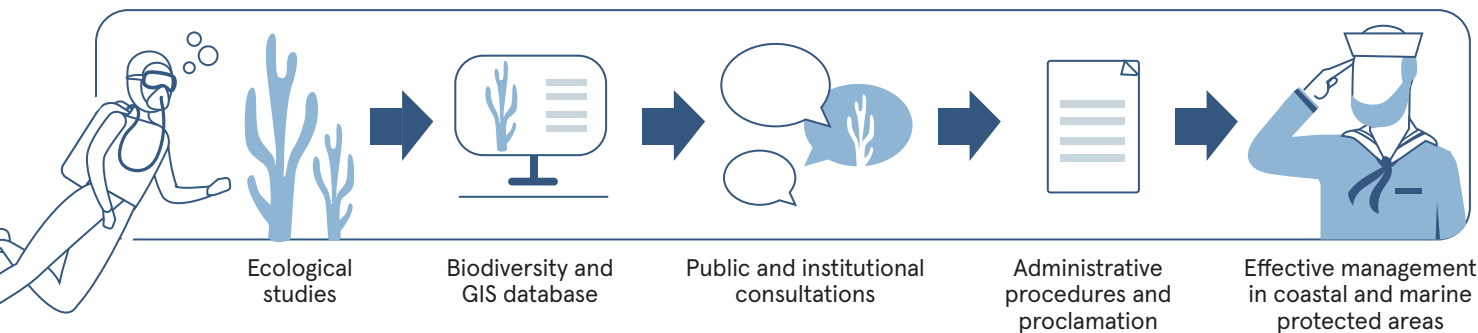 Ecological
studies
Biodiversity and
GIS database
Public and institutional
consultations
Administrative
procedures and
proclamation
Effective management
in coastal and marine
protected areas